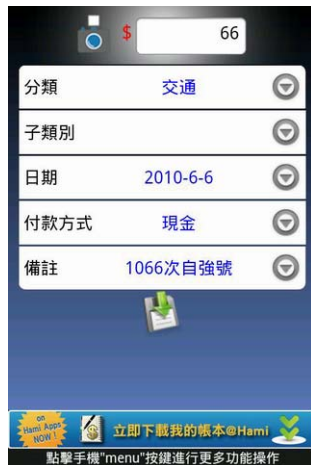 $ 66
分類 交通
子類別
日期 2010-6-6
付款方式 現金
備註 1066次自強號
on
Hami Apps
NOW !
立即下載我的帳本@Hami
點擊手機"menu"按鍵進行更多功能操作